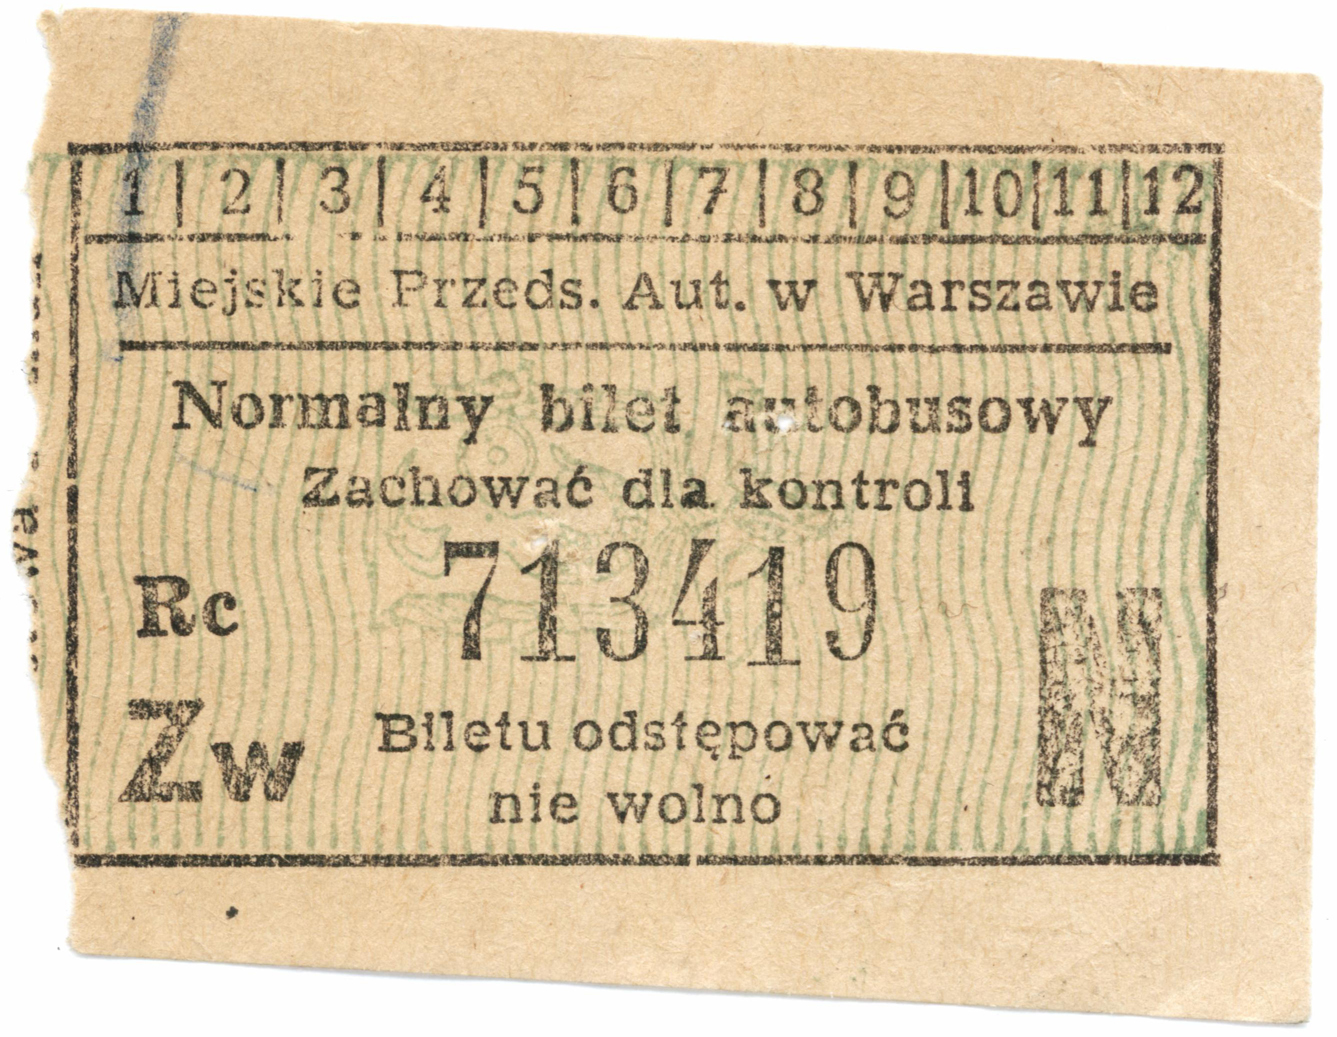 1 | 2 | 3 | 4 | 5 | 6 | 7 | 8 | 9 | 10 | 11 | 12
Miejskie Przeds. Aut. w Warszawie
Normalny bilet autobusowy
Zachować dla kontroli
713419
Rc
Zw
Biletu odstępować
nie wolno
N